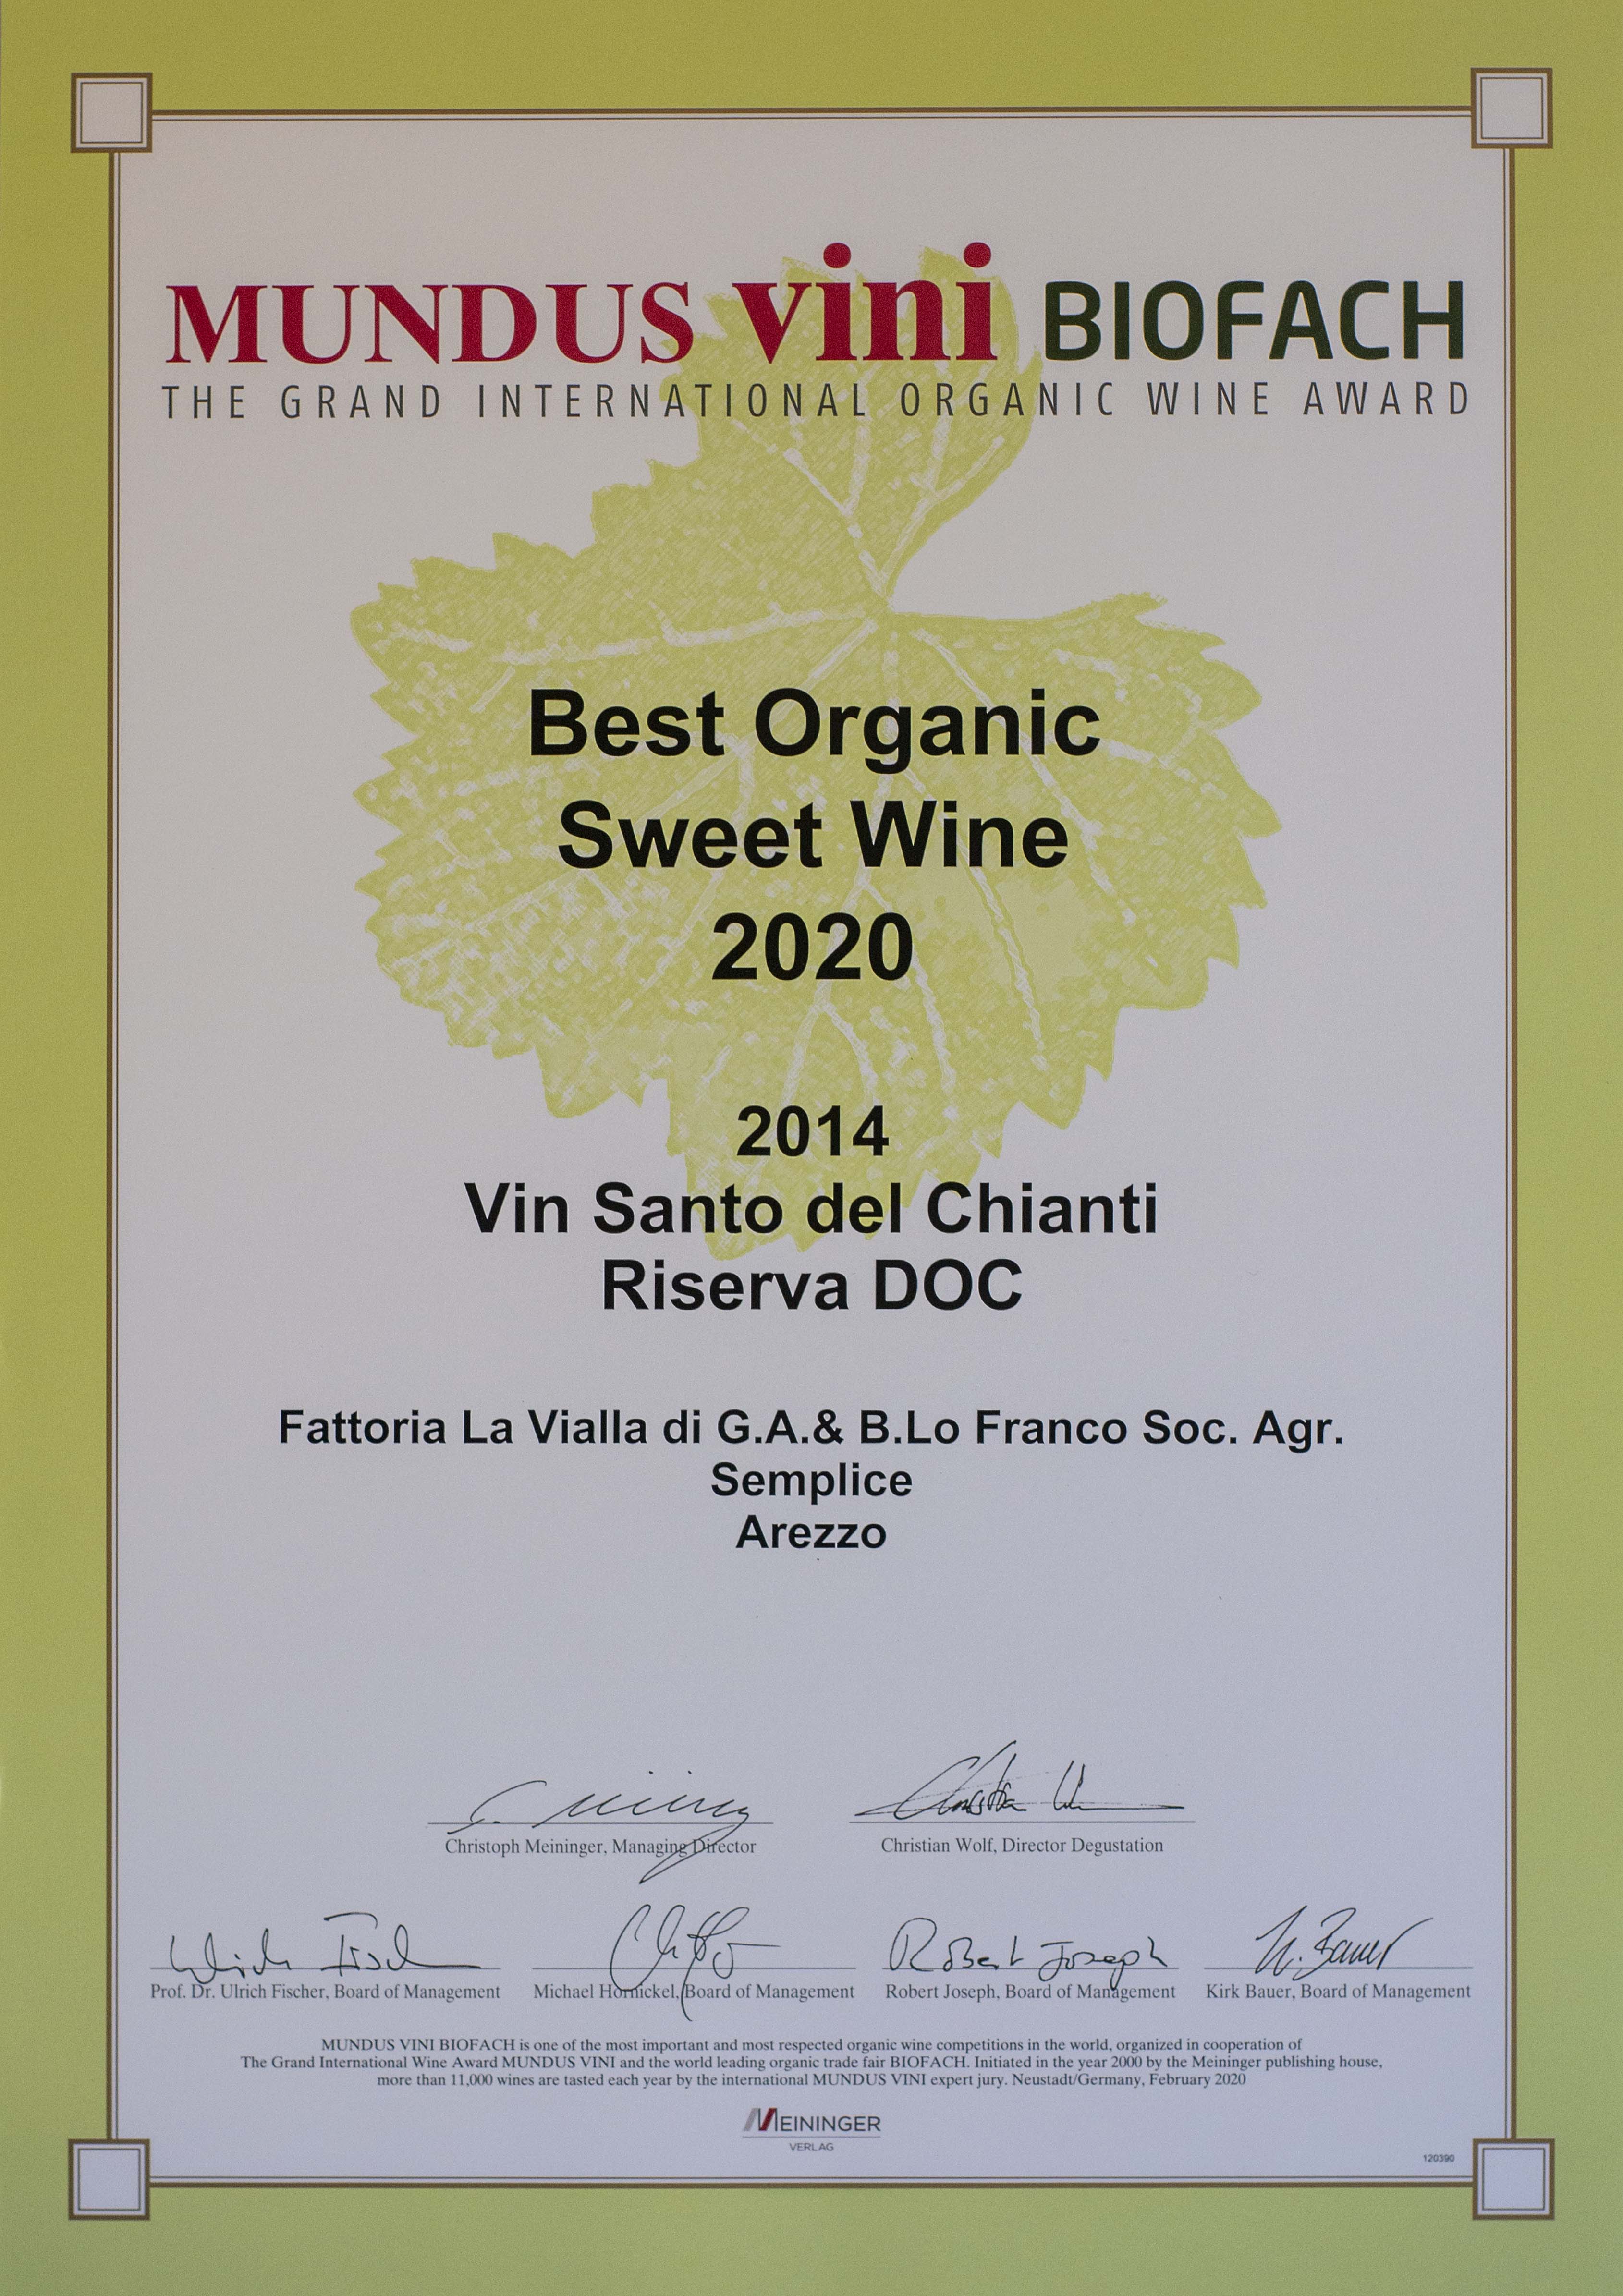 MUNDUS vini BIOFACH
THE GRAND INTERNATIONAL ORGANIC WINE AWARD
Best Organic
Sweet Wine
2020
2014
Vin Santo del Chianti
Riserva DOC
Fattoria La Vialla di G.A.& B.Lo Franco Soc. Agr.
Semplice
Arezzo
Christoph Meininger, Managing Director
Christian Wolf, Director Degustation
Robert Joseph
K. Bauer
Prof. Dr. Ulrich Fischer, Board of Management
Michael Hornickel, Board of Management
Robert Joseph, Board of Management
Kirk Bauer, Board of Management
MUNDUS VINI BIOFACH is one of the most important and most respected organic wine competitions in the world, organized in cooperation of
The Grand International Wine Award MUNDUS VINI and the world leading organic trade fair BIOFACH. Initiated in the year 2000 by the Meininger publishing house,
more than 11,000 wines are tasted each year by the international MUNDUS VINI expert jury. Neustadt/Germany, February 2020
MEININGER
VERLAG
120390